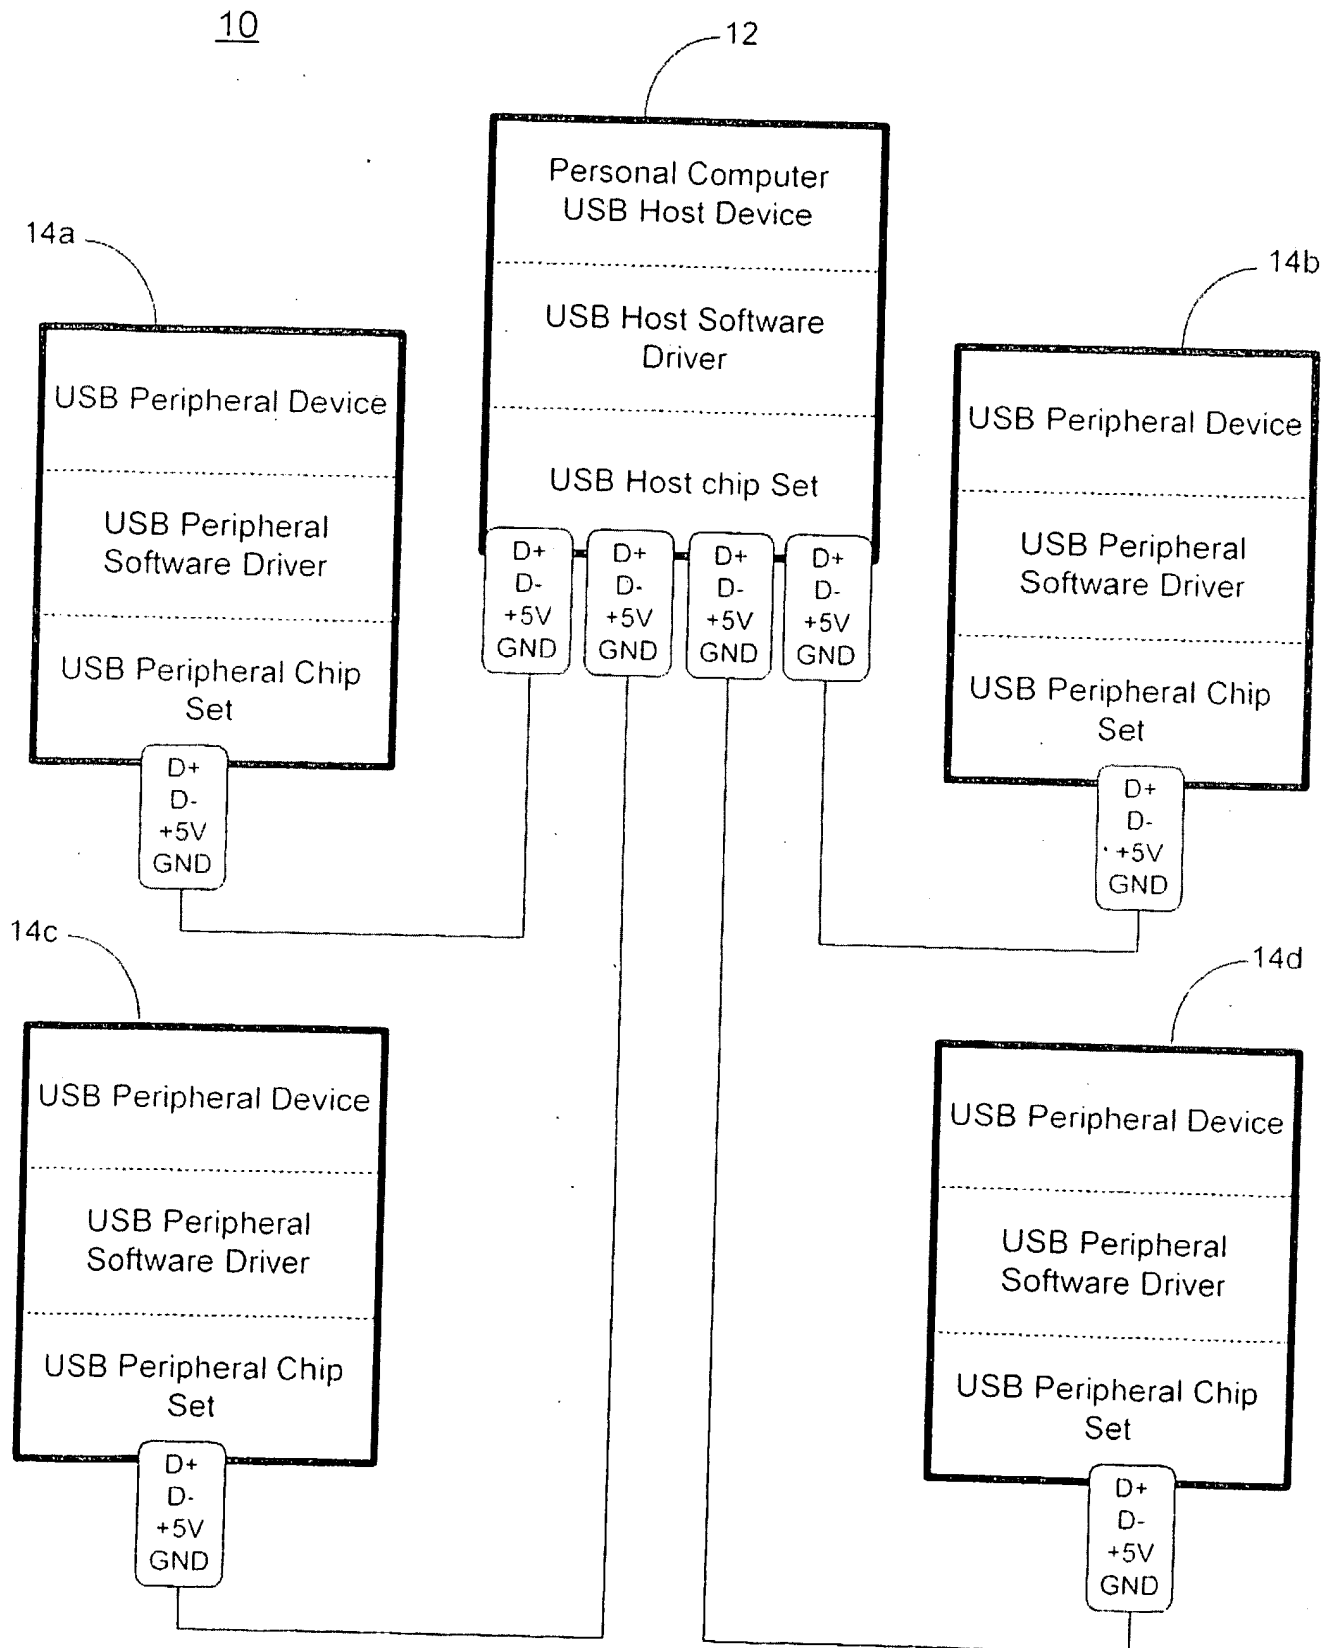 10
12
Personal Computer
USB Host Device
USB Host Software
Driver
USB Host chip Set
D+
D-
+5V
GND
D+
D-
+5V
GND
D+
D-
+5V
GND
D+
D-
+5V
GND
14a
USB Peripheral Device
USB Peripheral
Software Driver
USB Peripheral Chip
Set
D+
D-
+5V
GND
14b
USB Peripheral Device
USB Peripheral
Software Driver
USB Peripheral Chip
Set
D+
D-
+5V
GND
14c
USB Peripheral Device
USB Peripheral
Software Driver
USB Peripheral Chip
Set
D+
D-
+5V
GND
14d
USB Peripheral Device
USB Peripheral
Software Driver
USB Peripheral Chip
Set
D+
D-
+5V
GND